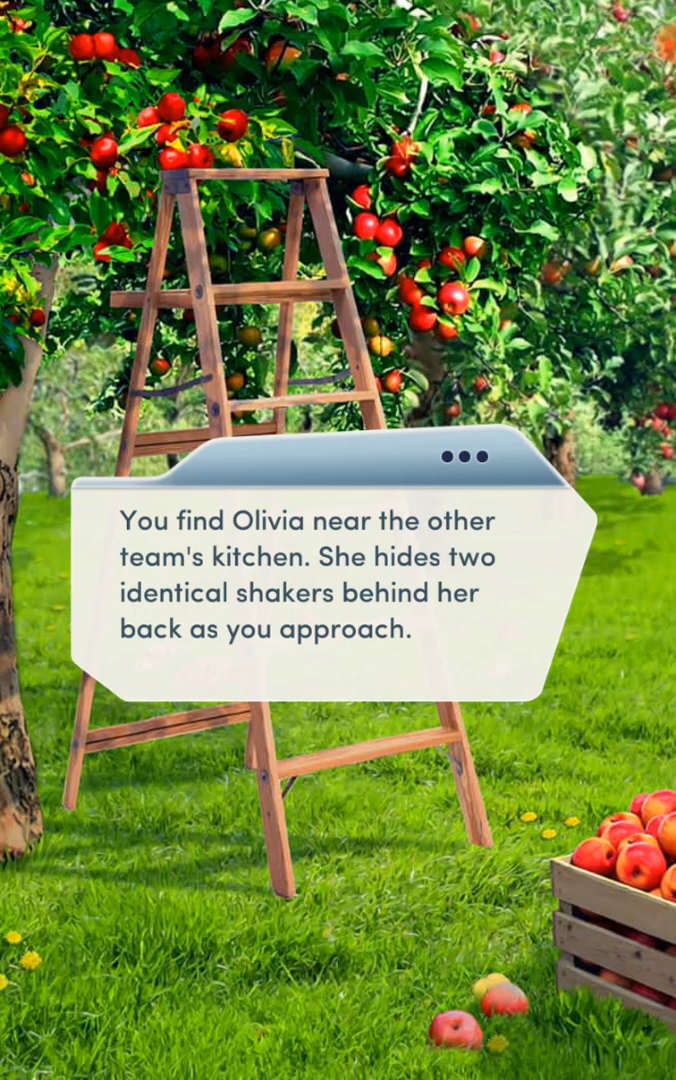 You find Olivia near the other
team's kitchen. She hides two
identical shakers behind her
back as you approach.